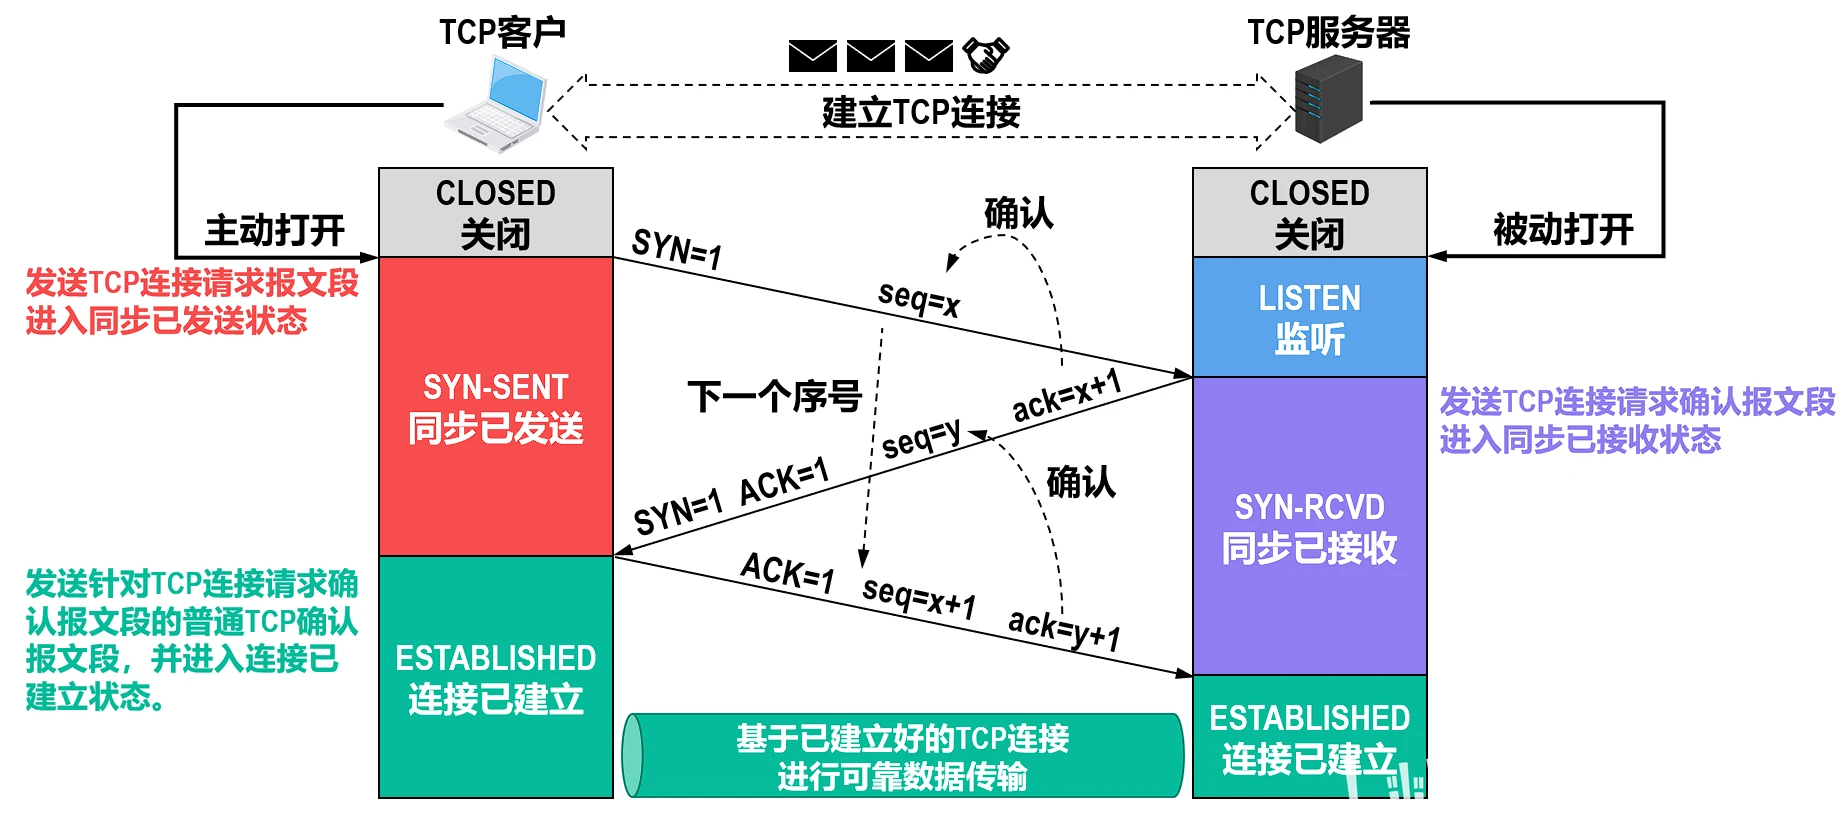 TCP客户
TCP服务器
建立TCP连接
CLOSED
关闭
CLOSED
关闭
主动打开
被动打开
确认
SYN=1
seq=x
发送TCP连接请求报文段
进入同步已发送状态
LISTEN
监听
SYN-SENT
同步已发送
下一个序号
SYN=1 ACK=1 seq=y ack=x+1
发送TCP连接请求确认报文段
进入同步已接收状态
确认
SYN-RCVD
同步已接收
ACK=1 seq=x+1 ack=y+1
发送针对TCP连接请求确
认报文段的普通TCP确认
报文段，并进入连接已
建立状态。
ESTABLISHED
连接已建立
ESTABLISHED
连接已建立
基于已建立好的TCP连接
进行可靠数据传输